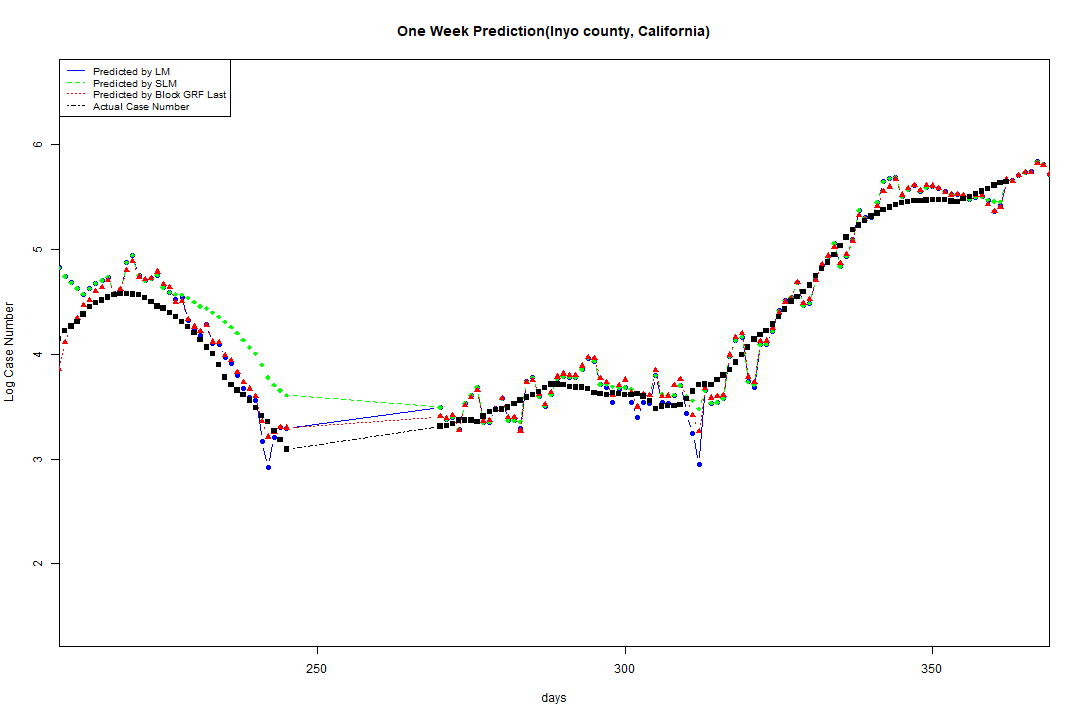 One Week Prediction(Inyo county, California)
Predicted by LM
Predicted by SLM
Predicted by Block GRF Last
Actual Case Number
6
5
4
3
2
Log Case Number
250 300 350
days